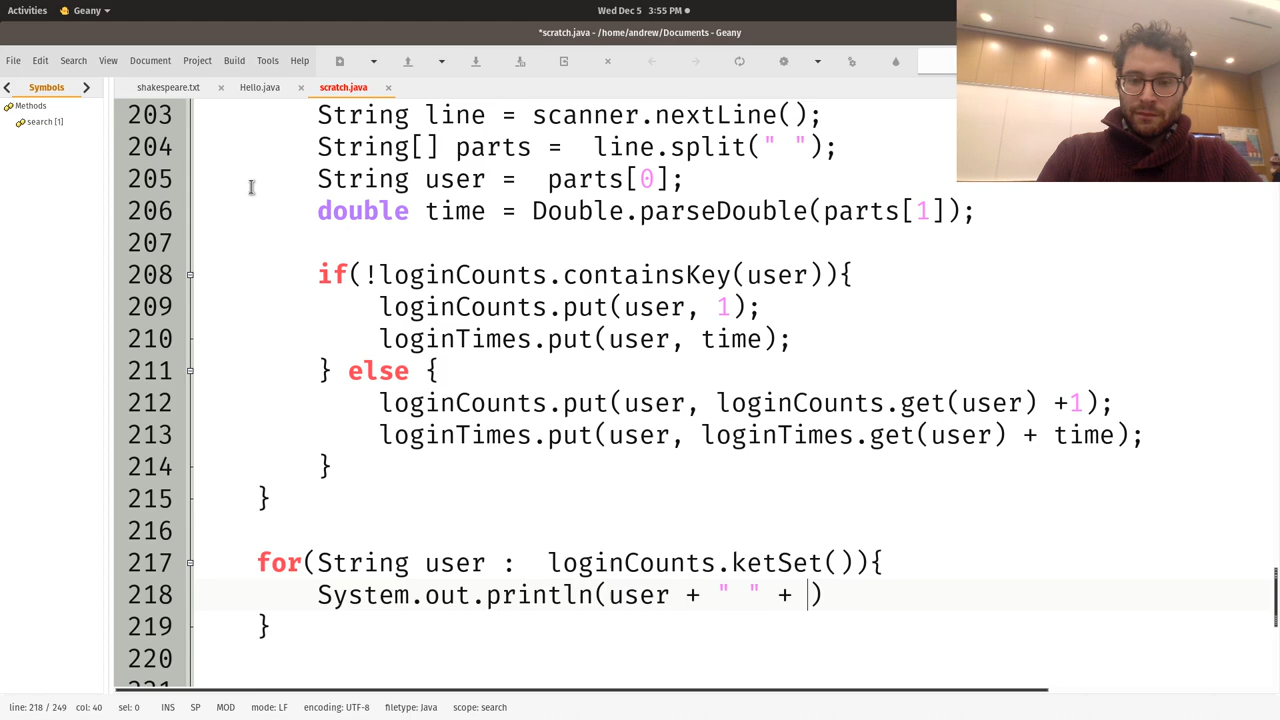 Activities
Geany
Wed Dec 5 3:55 PM
*scratch.java - /home/andrew/Documents - Geany
File Edit Search View Document Project Build Tools Help
Symbols
shakespeare.txt
Hello.java
scratch.java
Methods
search [1]
203 String line = scanner.nextLine();
204 String[] parts = line.split(" ");
205 String user = parts[0];
206 double time = Double.parseDouble(parts[1]);
207
208 if(!loginCounts.containsKey(user)){
209 loginCounts.put(user, 1);
210 loginTimes.put(user, time);
211 } else {
212 loginCounts.put(user, loginCounts.get(user) +1);
213 loginTimes.put(user, loginTimes.get(user) + time);
214 }
215 }
216
217 for(String user : loginCounts.ketSet()){
218 System.out.println(user + " " + )
219 }
220
line: 218 / 249 col: 40 sel: 0 INS SP MOD mode: LF encoding: UTF-8 filetype: Java scope: search